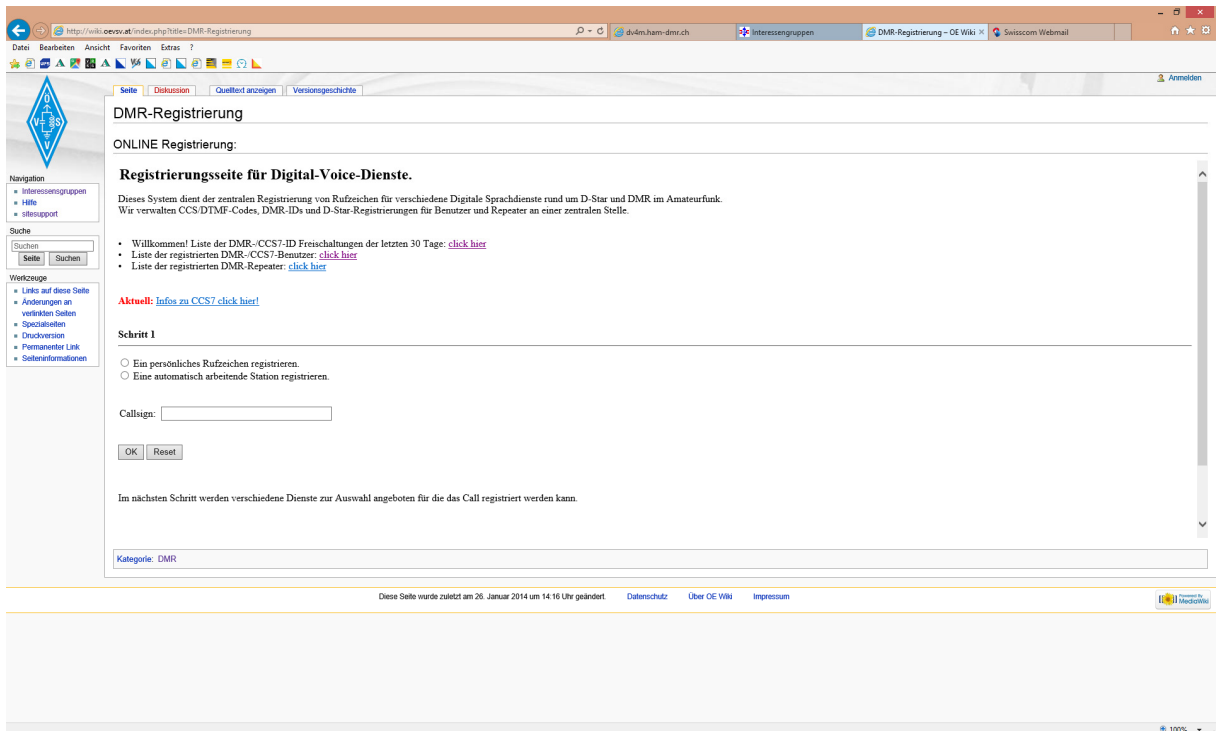 http://wiki.oevsv.at/index.php?title=DMR-Registrierung
dv4m.ham-dmr.ch
Interessengruppen
DMR-Registrierung – OE Wiki
Swisscom Webmail
Datei Bearbeiten Ansicht Favoriten Extras ?
Anmelden
Seite Diskussion Quelltext anzeigen Versionsgeschichte
Ö
V S
V
DMR-Registrierung
ONLINE Registrierung:
Registrierungsseite für Digital-Voice-Dienste.
Dieses System dient der zentralen Registrierung von Rufzeichen für verschiedene Digitale Sprachdienste rund um D-Star und DMR im Amateurfunk.
Wir verwalten CCS/DTMF-Codes, DMR-IDs und D-Star-Registrierungen für Benutzer und Repeater an einer zentralen Stelle.
• Willkommen! Liste der DMR-/CCS7-ID Freischaltungen der letzten 30 Tage: click hier
• Liste der registrierten DMR-/CCS7-Benutzer: click hier
• Liste der registrierten DMR-Repeater: click hier
Aktuell: Infos zu CCS7 click hier!
Schritt 1
Ein persönliches Rufzeichen registrieren.
Eine automatisch arbeitende Station registrieren.
Callsign:
OK Reset
Im nächsten Schritt werden verschiedene Dienste zur Auswahl angeboten für die das Call registriert werden kann.
Navigation
Interessensgruppen
Hilfe
sitesupport
Suche
Suchen
Seite Suchen
Werkzeuge
Links auf diese Seite
Änderungen an
verlinkten Seiten
Spezialseiten
Druckversion
Permanenter Link
Seiteninformationen
Kategorie: DMR
Diese Seite wurde zuletzt am 26. Januar 2014 um 14:16 Uhr geändert. Datenschutz Über OE Wiki Impressum
Powered By
MediaWiki
100%